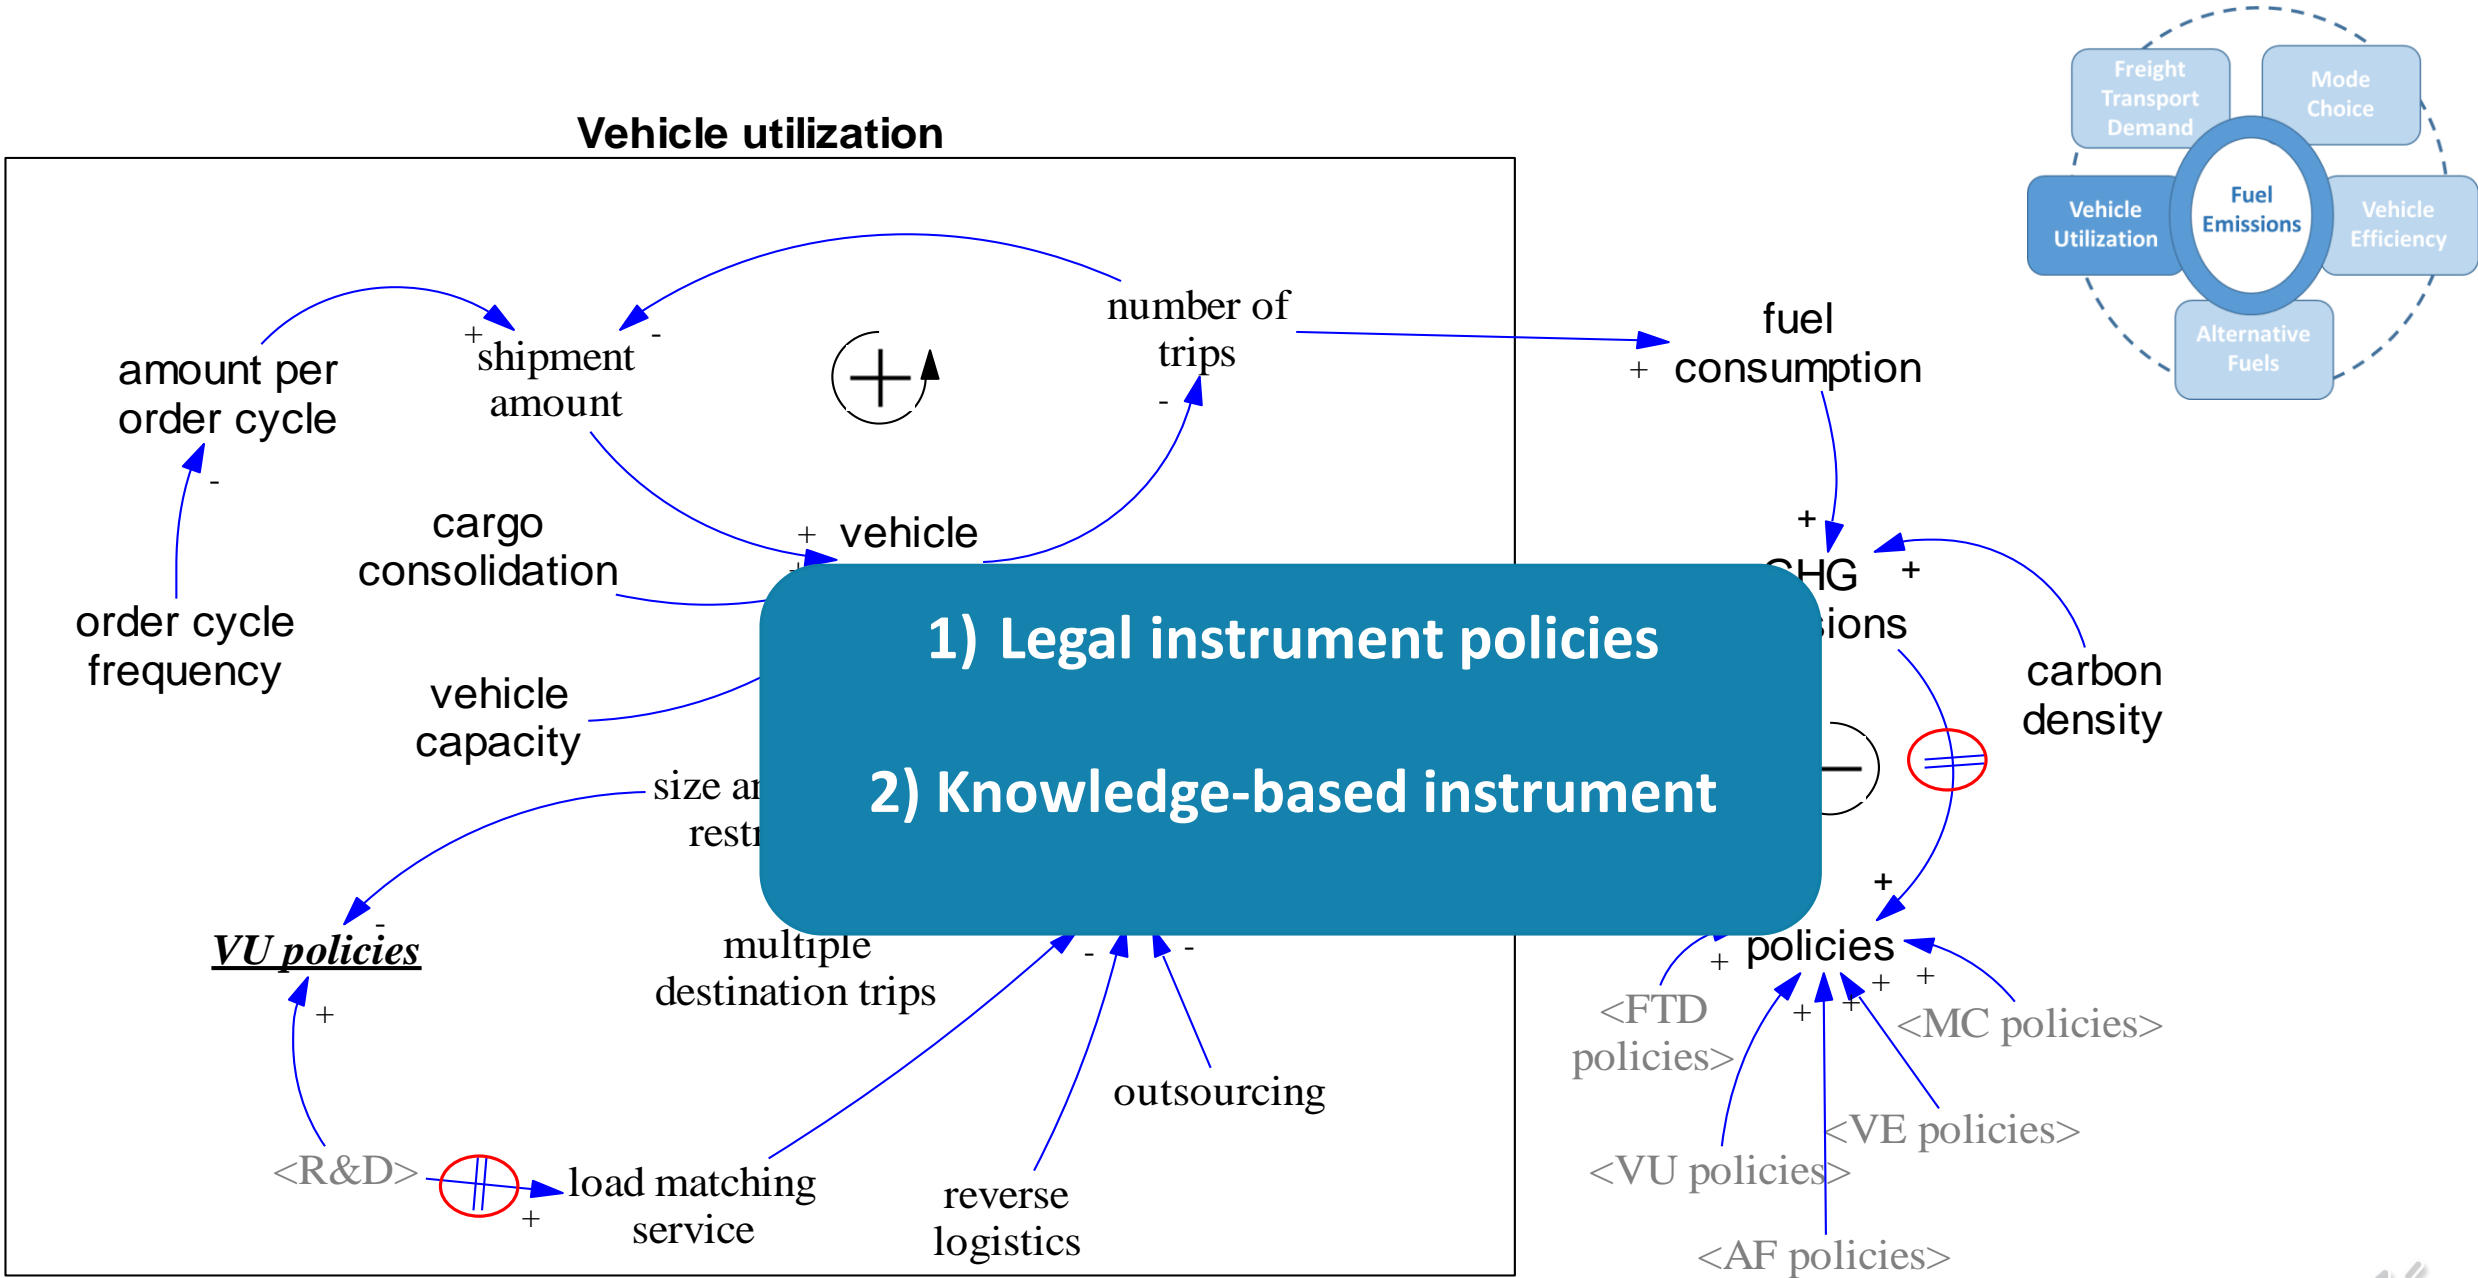 Vehicle utilization
Freight
Transport
Demand
Mode
Choice
Vehicle
Utilization
Fuel
Emissions
Vehicle
Efficiency
Alternative
Fuels
amount per
order cycle
+
shipment
amount
-
+
number of
trips
-
fuel
consumption
+
-
order cycle
frequency
cargo
consolidation
+
vehicle
vehicle
capacity
+
HG
+
ions
carbon
density
1) Legal instrument policies
2) Knowledge-based instrument
size
-
VU policies
+
multiple
destination trips
-
-
−
+
policies
+
+
+
+
+
<FTD
policies>
<MC policies>
<VE policies>
<VU policies>
<AF policies>
outsourcing
<R&D>
+
load matching
service
reverse
logistics